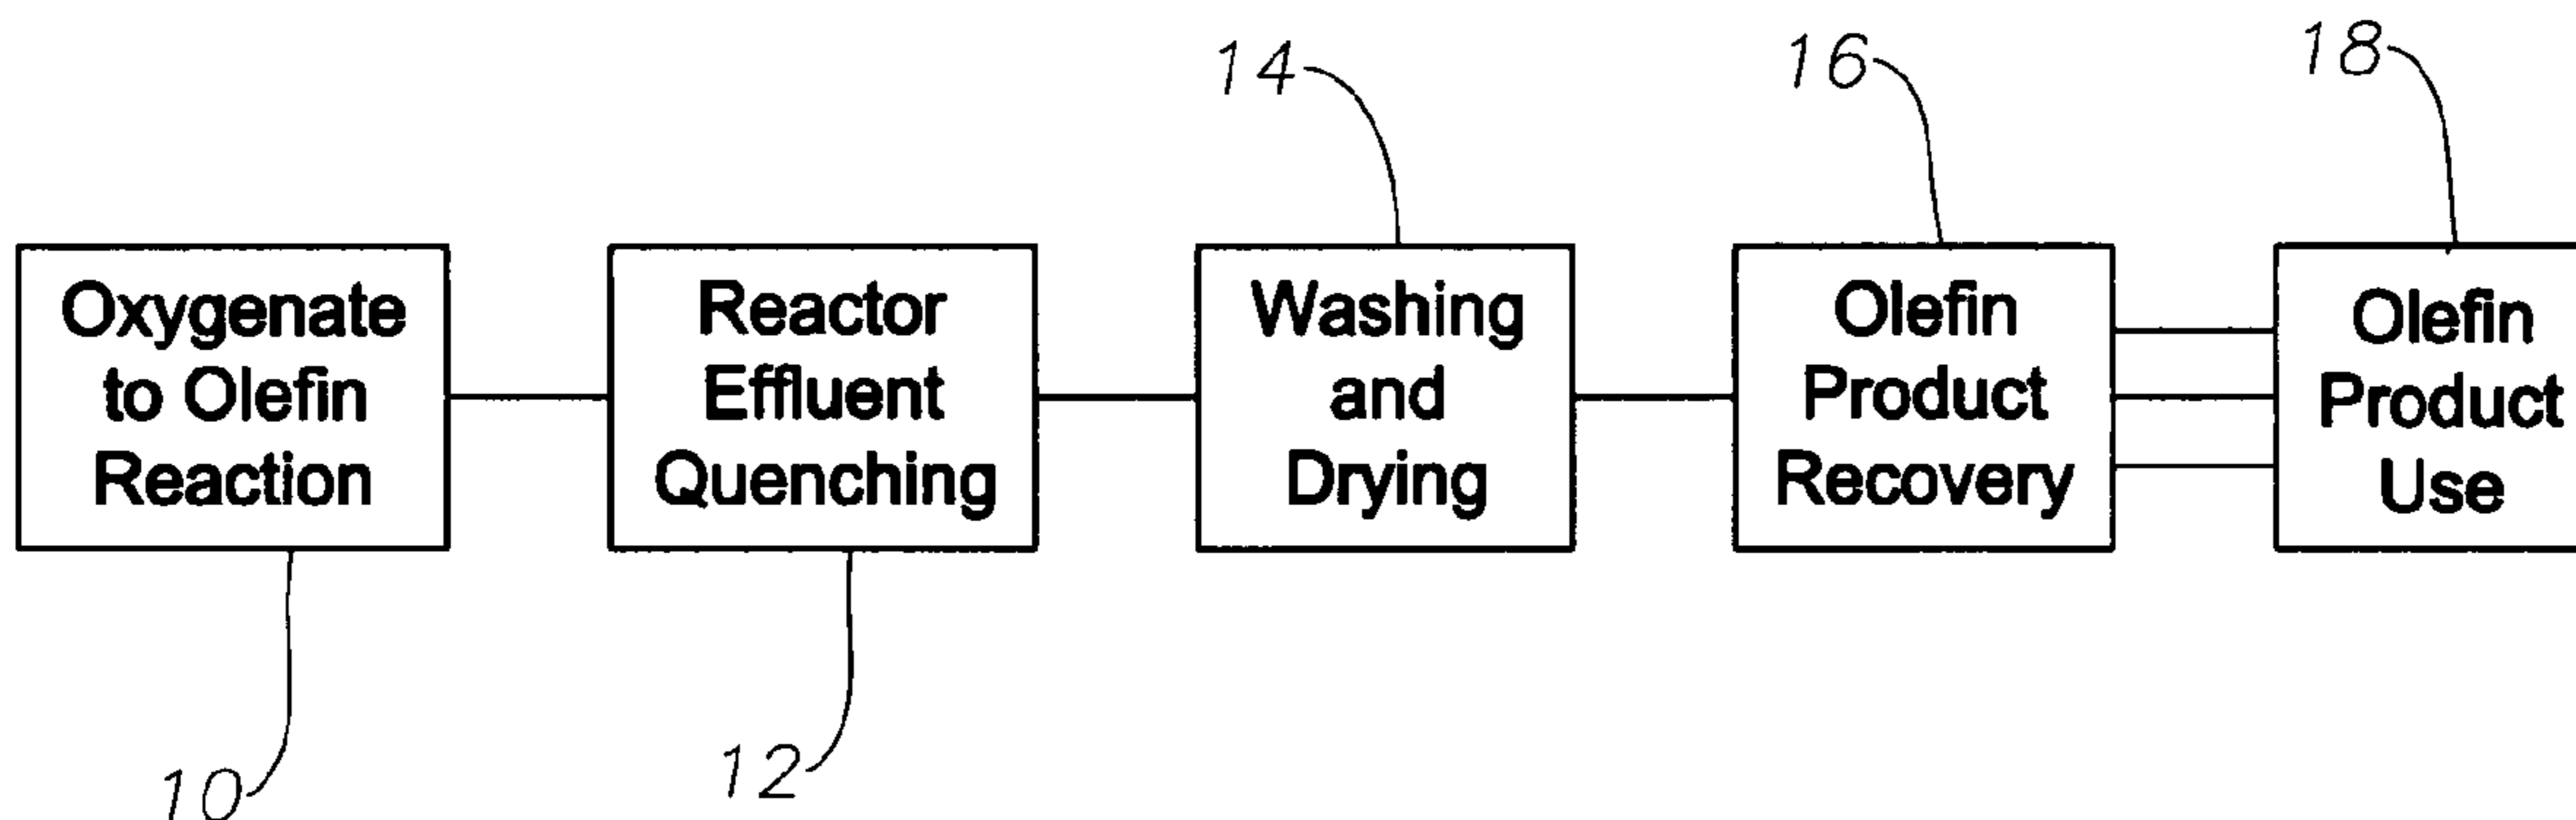 14
16
18
Oxygenate
to Olefin
Reaction
Reactor
Effluent
Quenching
Washing
and
Drying
Olefin
Product
Recovery
Olefin
Product
Use
10
12